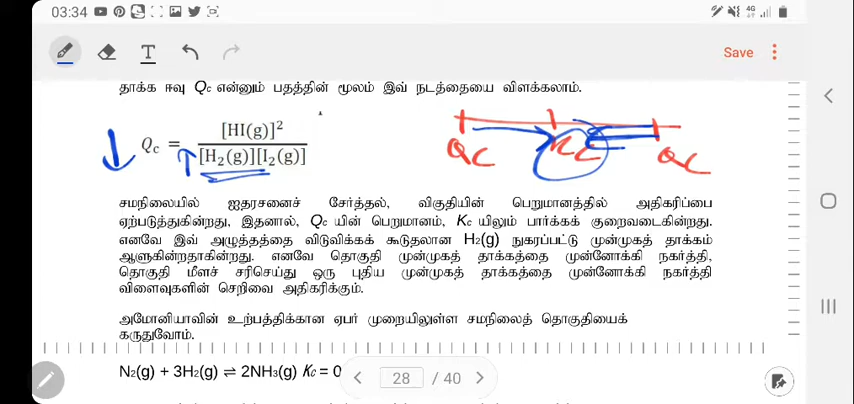 03:34
4G
T
Save
தாக்க ஈவு Qc என்னும் பதத்தின் மூலம் இவ் நடத்தையை விளக்கலாம்.
Qc = [HI(g)]²
[H₂(g)][I₂(g)]
QC KC QC
சமநிலையில் ஐதரசனைச் சேர்த்தல், விகுதியின் பெறுமானத்தில் அதிகரிப்பை
ஏற்படுத்துகின்றது, இதனால், Qc யின் பெறுமானம், Kc யிலும் பார்க்கக் குறைவடைகின்றது.
எனவே இவ் அழுத்தத்தை விடுவிக்கக் கூடுதலான H2(g) நுகரப்பட்டு முன்முகத் தாக்கம்
ஆளுகின்றதாகின்றது. எனவே தொகுதி முன்முகத் தாக்கத்தை முன்னோக்கி நகர்த்தி,
தொகுதி மீளச் சரிசெய்து ஒரு புதிய முன்முகத் தாக்கத்தை முன்னோக்கி நகர்த்தி
விளைவுகளின் செறிவை அதிகரிக்கும்.
அமோனியாவின் உற்பத்திக்கான ஏபர் முறையிலுள்ள சமநிலைத் தொகுதியைக்
கருதுவோம்.
N₂(g) + 3H₂(g) ⇌ 2NH₃(g) Kc = 0
28 / 40